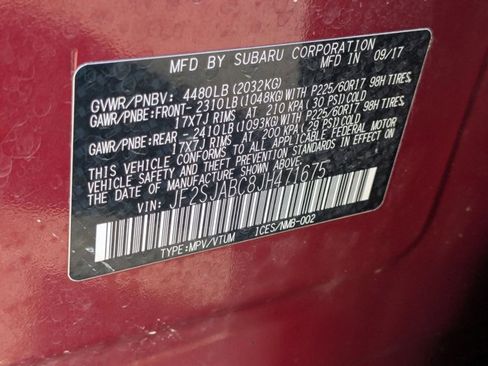 MFD BY SUBARU CORPORATION
MFD IN 09/17
GVWR/PNBV: 4480LB (2032KG)
GAWR/PNBE:FRONT- 2310LB (1048KG) WITH P225/60R17 98H TIRES,
17X7J RIMS AT 210 KPA (30 PSI) COLD
GAWR/PNBE:REAR - 2410LB (1093KG) WITH P225/60R17 98H TIRES,
17X7J RIMS AT 200 KPA (29 PSI) COLD
THIS VEHICLE CONFORMS TO ALL APPLICABLE FEDERAL MOTOR
VEHICLE SAFETY AND THEFT PREVENTION STANDARDS IN EFFECT ON
THE DATE OF MANUFACTURE SHOWN ABOVE.
VIN: JF2SJABC8JH471675
TYPE:MPV/VTUM ICES/NMB-002